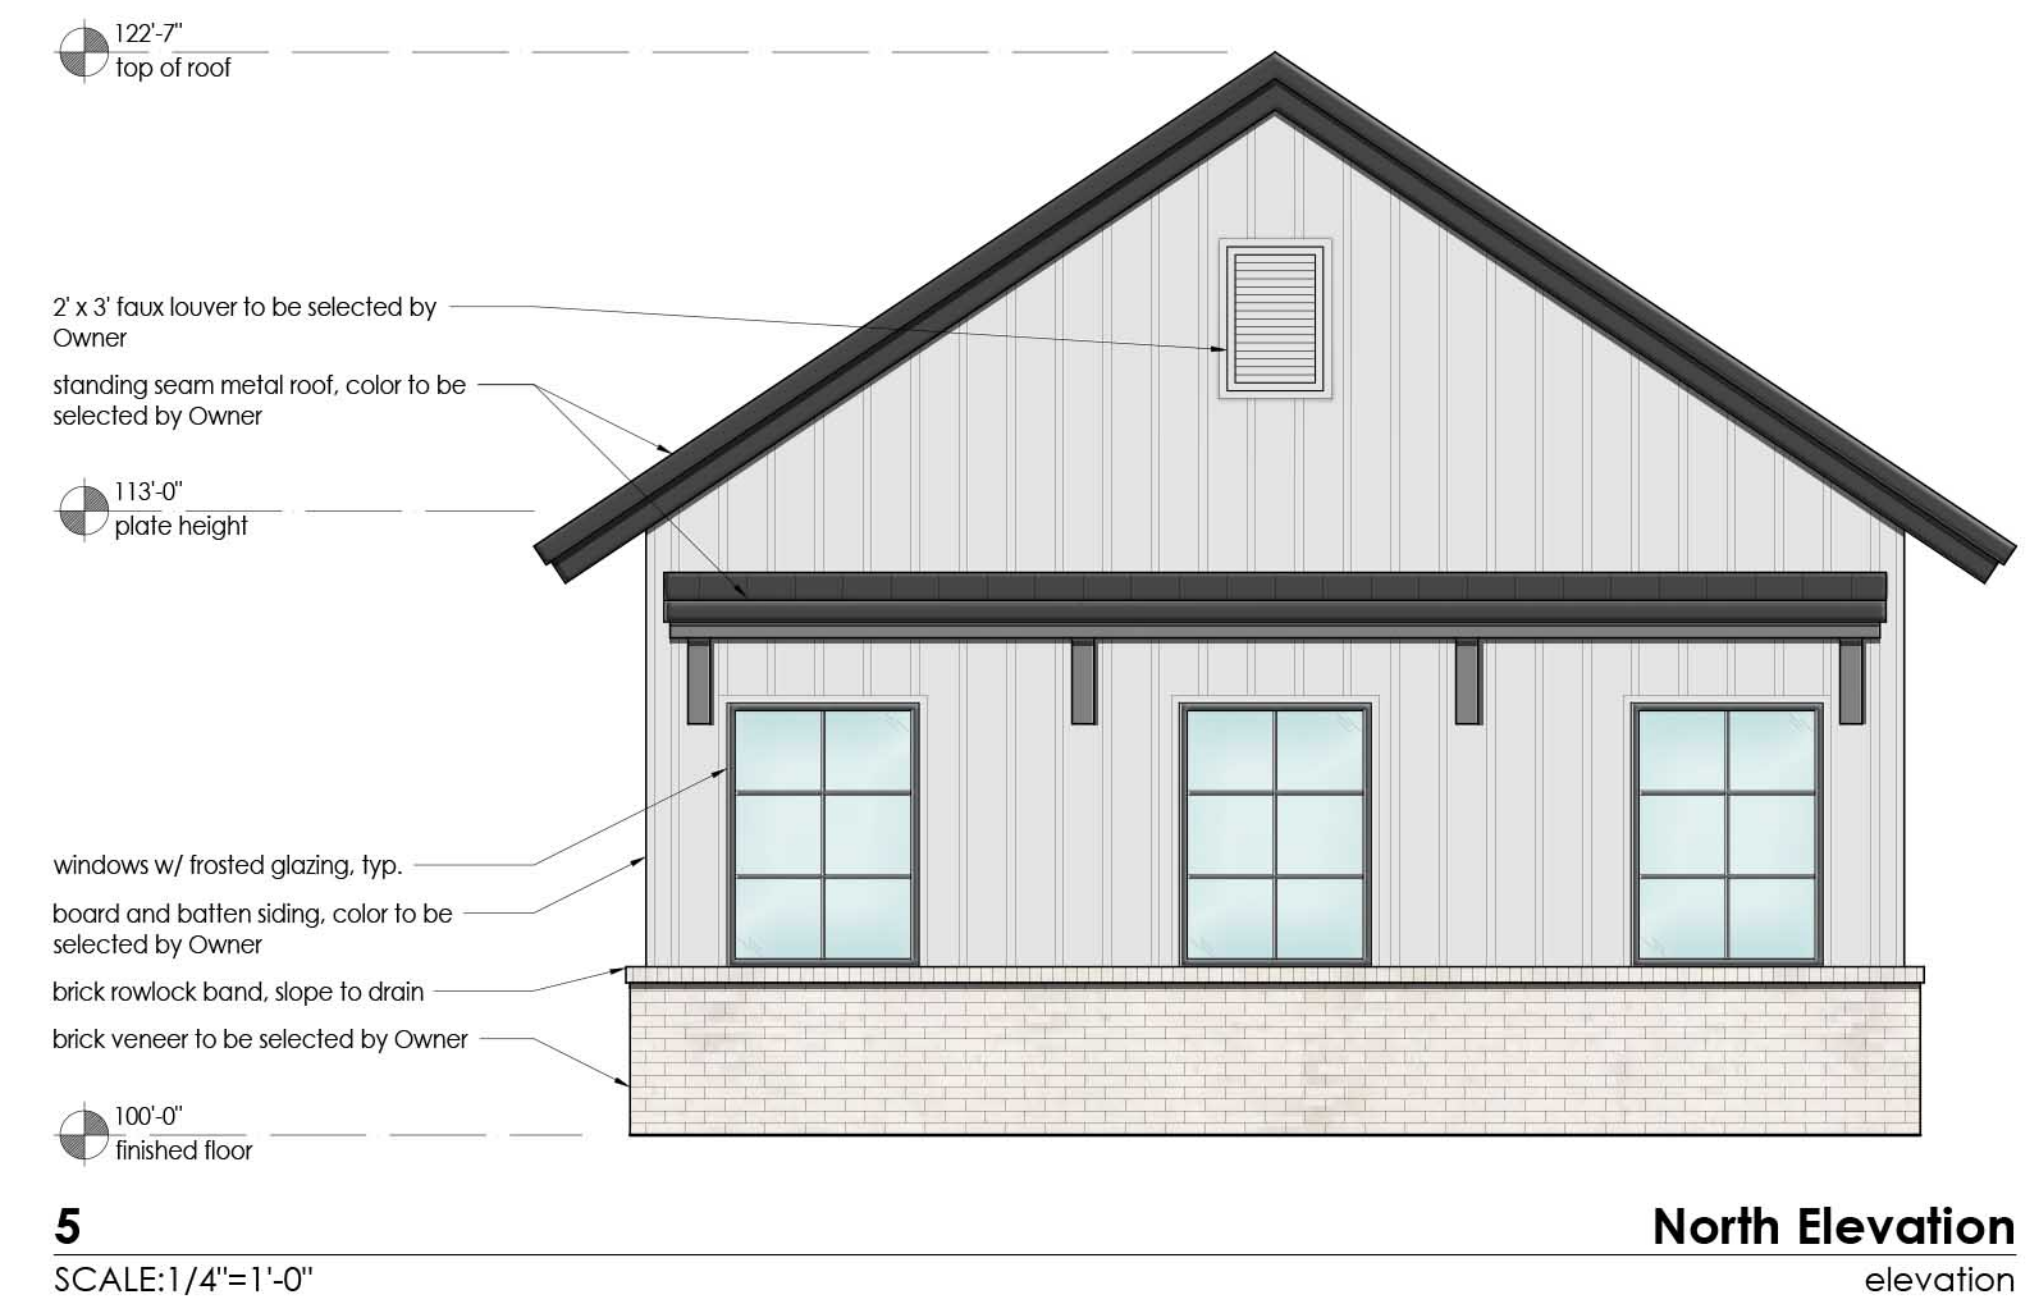 122'-7"
top of roof
2' x 3' faux louver to be selected by
Owner
standing seam metal roof, color to be
selected by Owner
113'-0"
plate height
windows w/ frosted glazing, typ.
board and batten siding, color to be
selected by Owner
brick rowlock band, slope to drain
brick veneer to be selected by Owner
100'-0"
finished floor
5
North Elevation
SCALE:1/4"=1'-0"
elevation